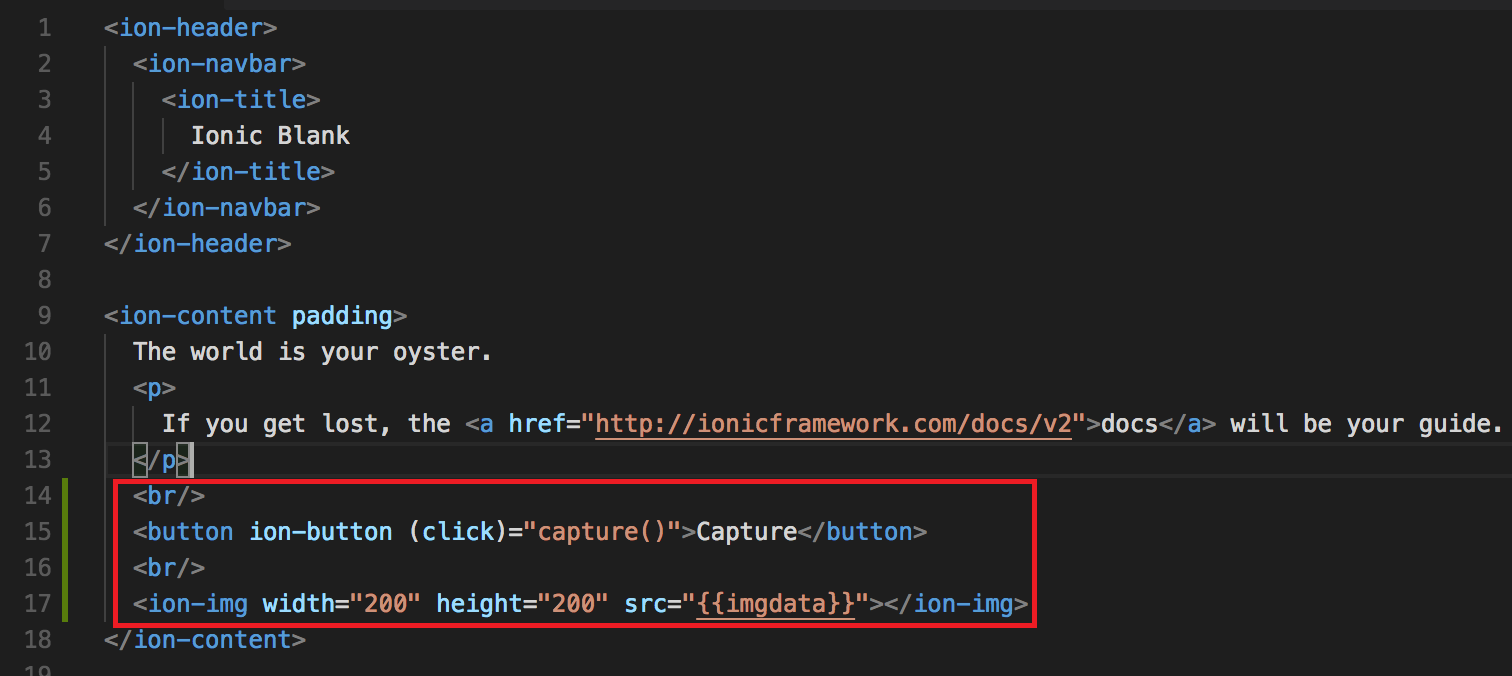 1 <ion-header>
2 <ion-navbar>
3 <ion-title>
4 Ionic Blank
5 </ion-title>
6 </ion-navbar>
7 </ion-header>
8
9 <ion-content padding>
10 The world is your oyster.
11 <p>
12 If you get lost, the <a href="http://ionicframework.com/docs/v2">docs</a> will be your guide.
13 </p>
14 <br/>
15 <button ion-button (click)="capture()">Capture</button>
16 <br/>
17 <ion-img width="200" height="200" src="{{imgdata}}"></ion-img>
18 </ion-content>
19